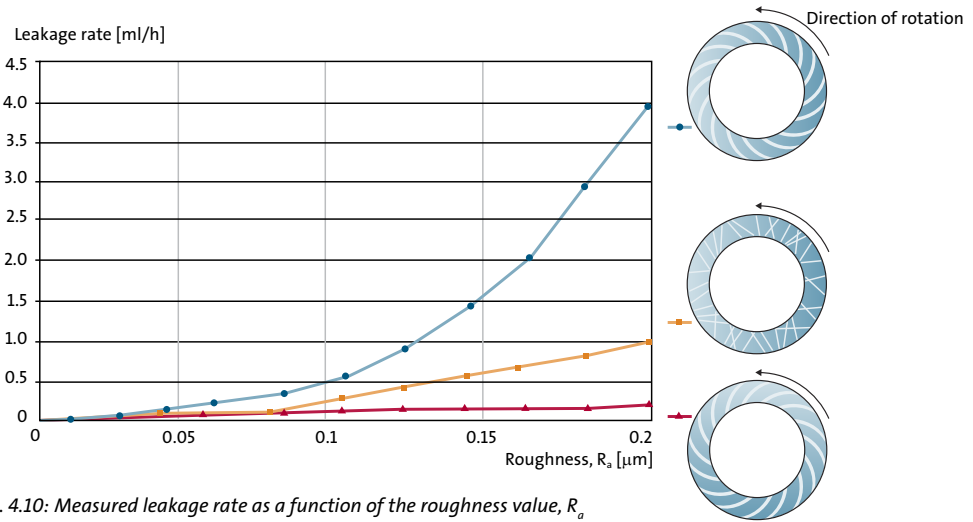 Direction of rotation
Leakage rate [ml/h]
4.5
4.0
3.5
3.0
2.5
2.0
1.5
1.0
0.5
0
0 0.05 0.1 0.15 0.2
Roughness, Ra [μm]
. 4.10: Measured leakage rate as a function of the roughness value, Ra